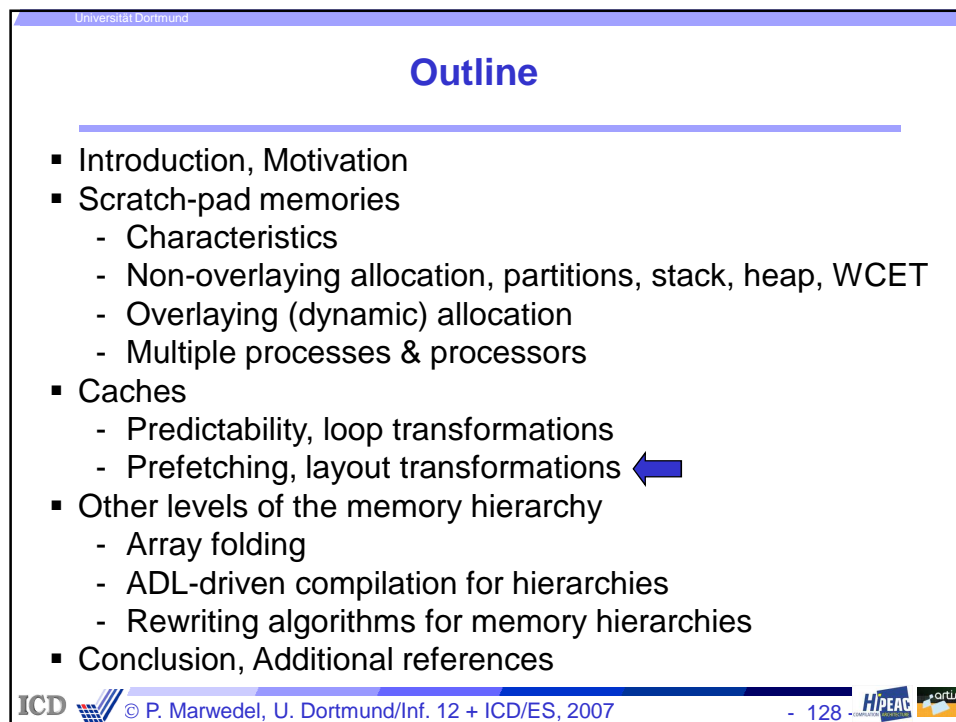 Universität Dortmund
Outline
▪ Introduction, Motivation
▪ Scratch-pad memories
- Characteristics
- Non-overlaying allocation, partitions, stack, heap, WCET
- Overlaying (dynamic) allocation
- Multiple processes & processors
▪ Caches
- Predictability, loop transformations
- Prefetching, layout transformations
▪ Other levels of the memory hierarchy
- Array folding
- ADL-driven compilation for hierarchies
- Rewriting algorithms for memory hierarchies
▪ Conclusion, Additional references
ICD © P. Marwedel, U. Dortmund/Inf. 12 + ICD/ES, 2007 - 128 - HiPEAC